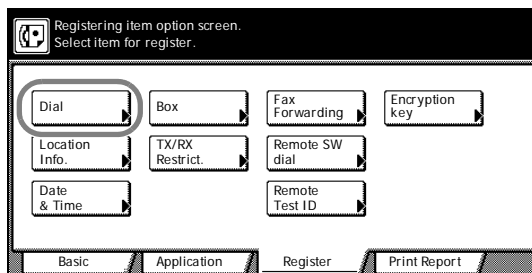 Registering item option screen.
Select item for register.
Dial
Box
Fax
Forwarding
Encryption
key
Location
Info.
TX/RX
Restrict.
Remote SW
dial
Date
& Time
Remote
Test ID
Basic
Application
Register
Print Report